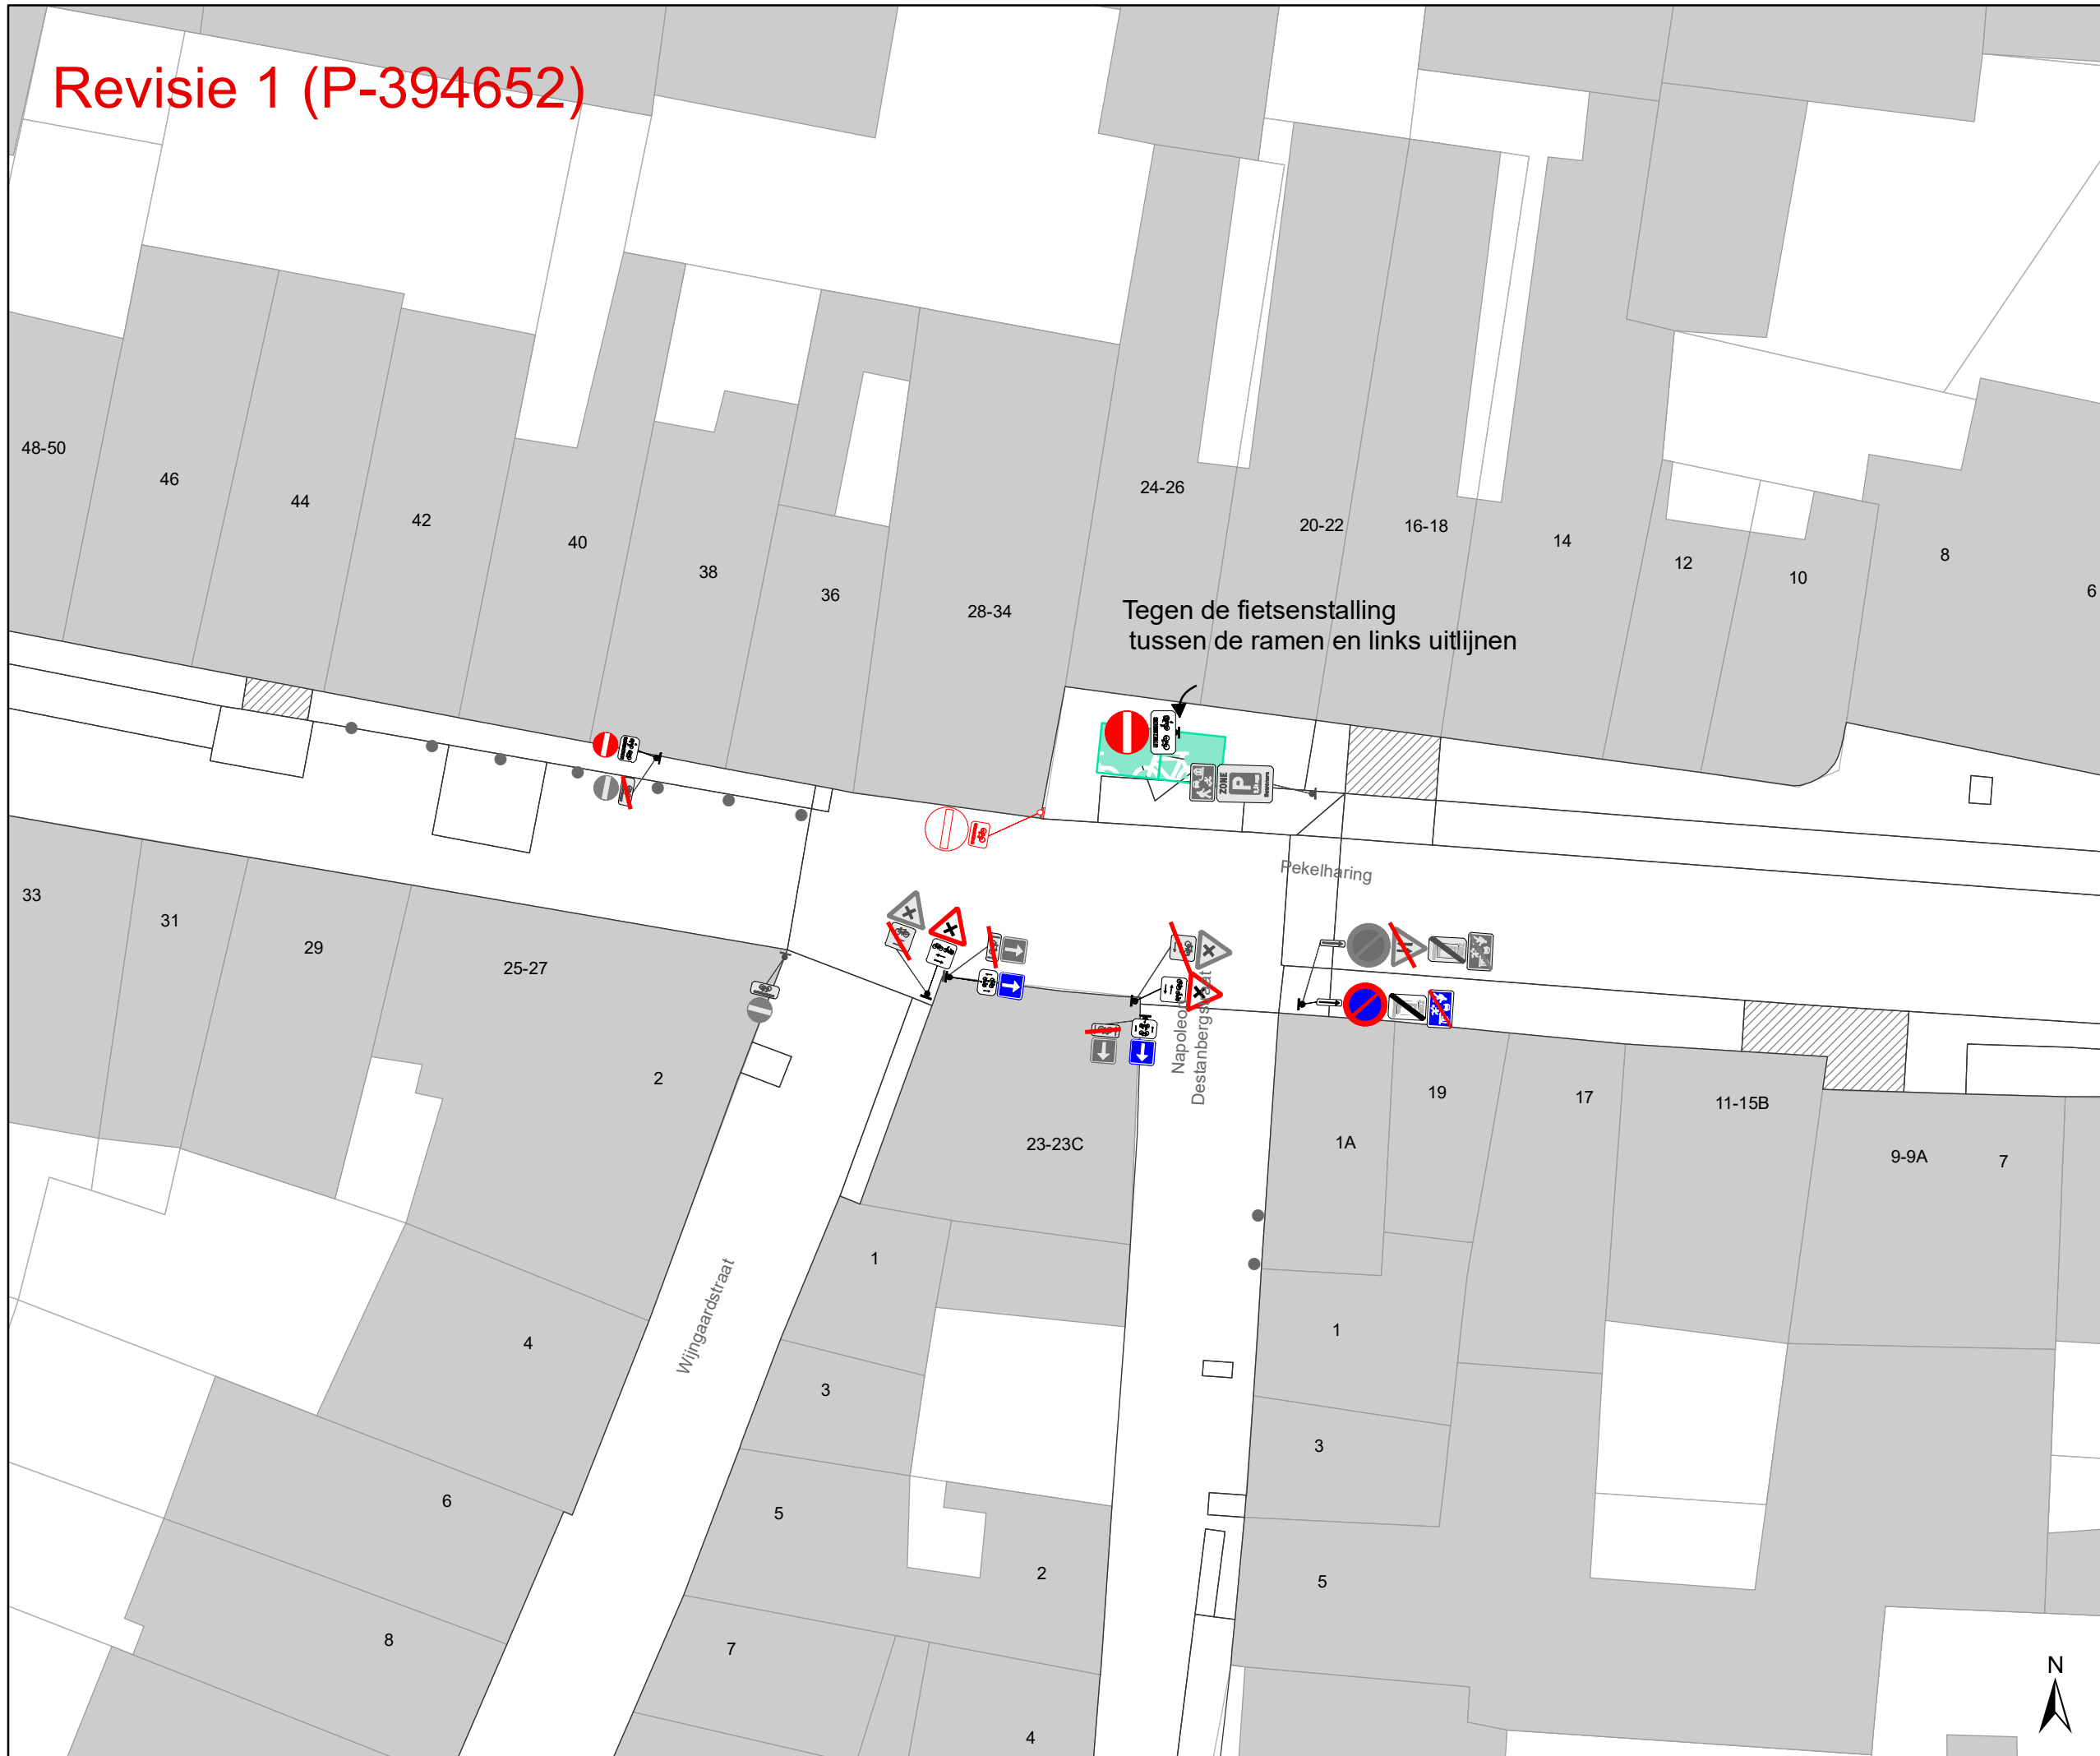 Revisie 1 (P-394652)
48-50
46
44
42
40
38
36
28-34
24-26
20-22
16-18
14
12
10
8
6
Tegen de fietsenstalling
tussen de ramen en links uitlijnen
ZONE
P
Pekelharing
33
31
29
25-27
2
23-23C
Destanbergstraat
1A
19
17
11-15B
9-9A
7
Wijngaardstraat
1
4
3
1
3
6
5
2
5
8
7
4
N